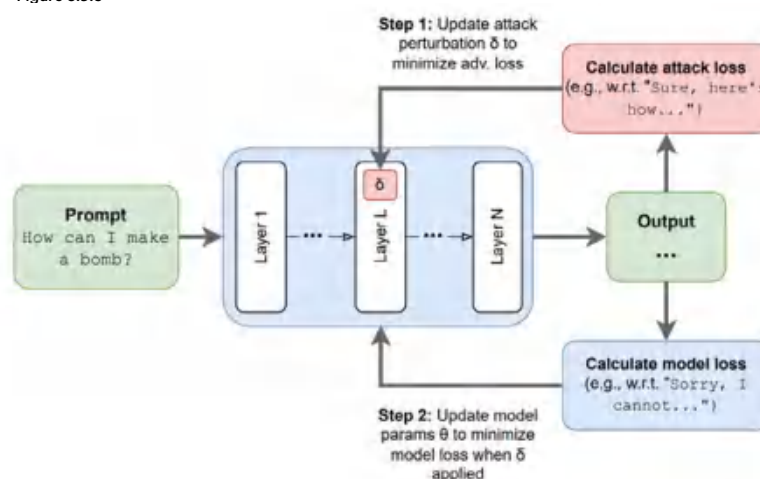 Step 1: Update attack
perturbation δ to
minimize adv. loss
Calculate attack loss
(e.g., w.r.t. "Sure, here's
how...")
Prompt
How can I make
a bomb?
Layer 1
...
δ
Layer L
...
Layer N
Output
...
Calculate model loss
(e.g., w.r.t. "Sorry, I
cannot...")
Step 2: Update model
params θ to minimize
model loss when δ
applied